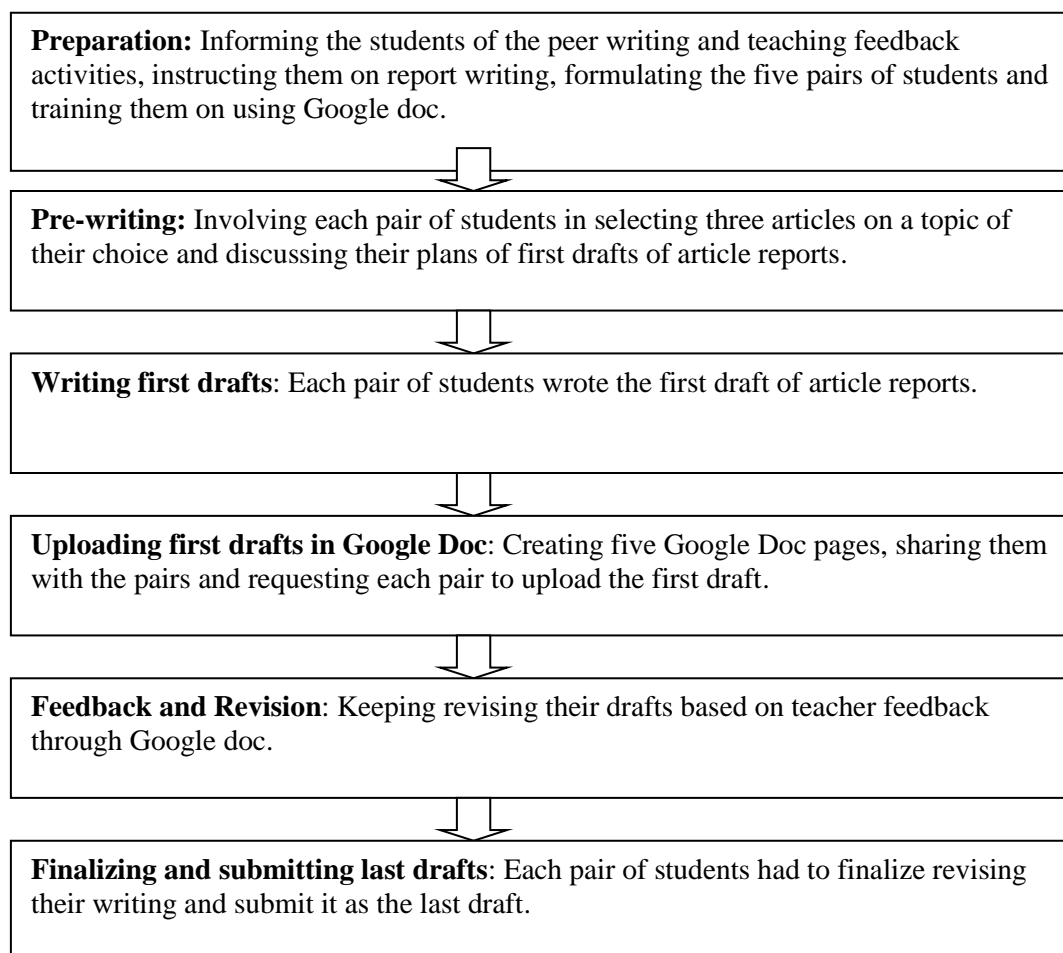 Preparation: Informing the students of the peer writing and teaching feedback
activities, instructing them on report writing, formulating the five pairs of students and
training them on using Google doc.
Pre-writing: Involving each pair of students in selecting three articles on a topic of
their choice and discussing their plans of first drafts of article reports.
Writing first drafts: Each pair of students wrote the first draft of article reports.
Uploading first drafts in Google Doc: Creating five Google Doc pages, sharing them
with the pairs and requesting each pair to upload the first draft.
Feedback and Revision: Keeping revising their drafts based on teacher feedback
through Google doc.
Finalizing and submitting last drafts: Each pair of students had to finalize revising
their writing and submit it as the last draft.